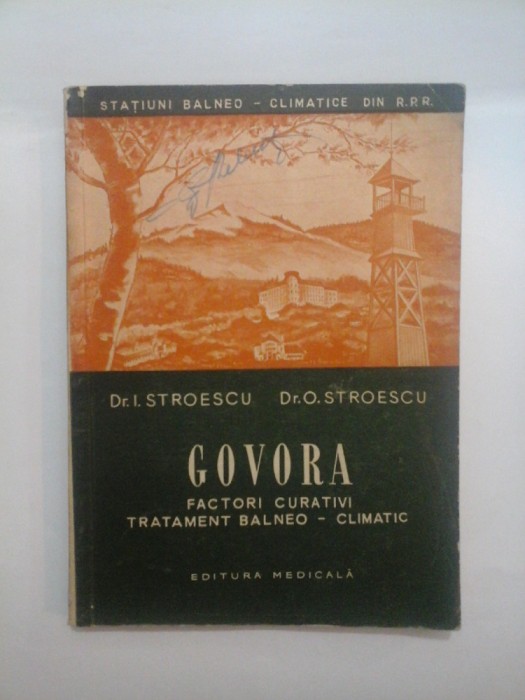 STAȚIUNI BALNEO - CLIMATICE DIN R.P.R.
Dr. I. STROESCU Dr. O. STROESCU
GOVORA
FACTORI CURATIVI
TRATAMENT BALNEO - CLIMATIC
EDITURA MEDICALĂ